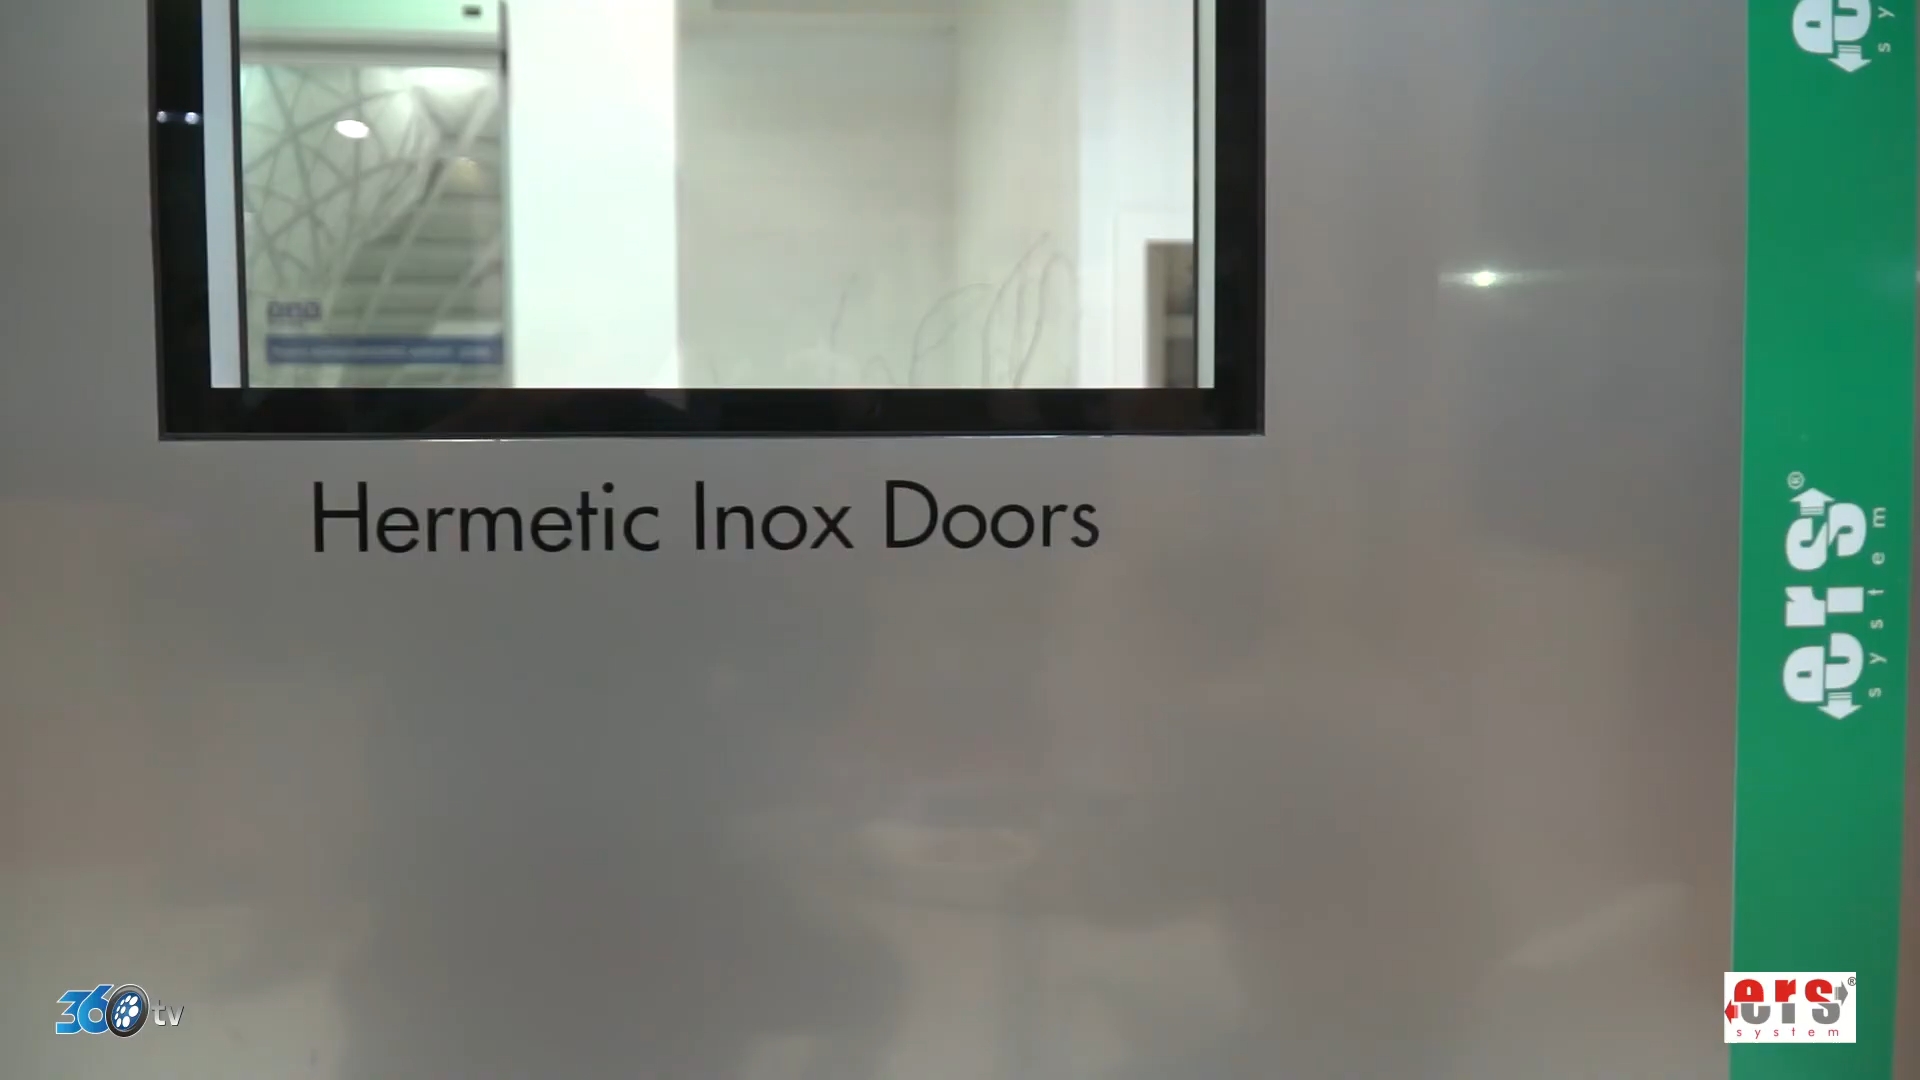 Hermetic Inox Doors
ers®
system
360tv
ers®
system